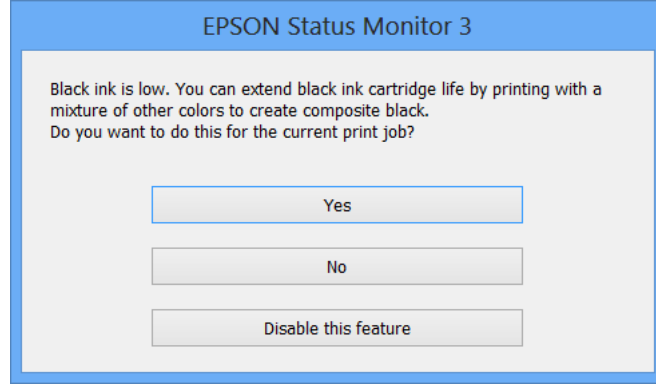 EPSON Status Monitor 3
Black ink is low. You can extend black ink cartridge life by printing with a
mixture of other colors to create composite black.
Do you want to do this for the current print job?
Yes
No
Disable this feature